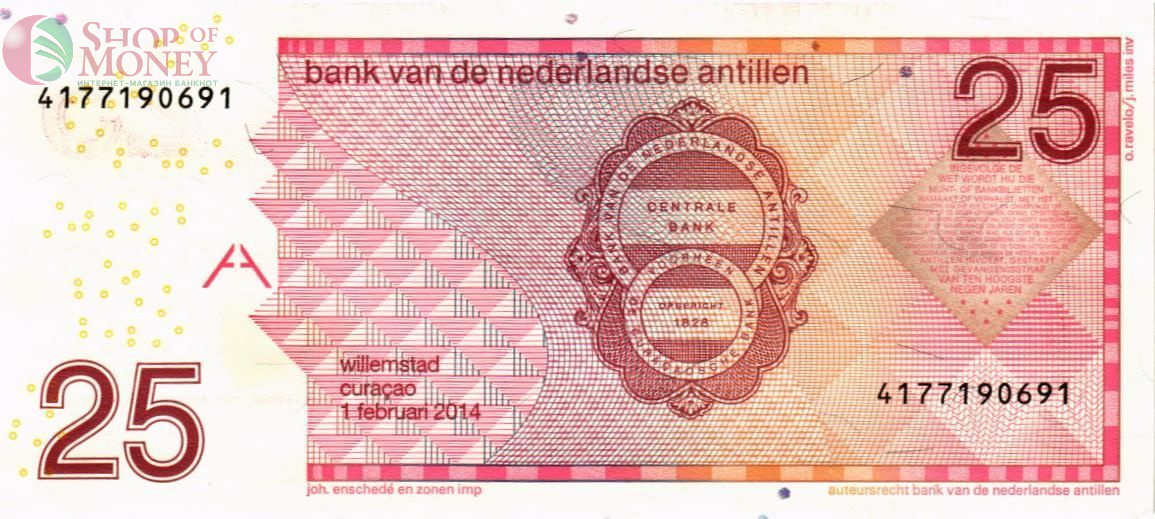 SHOP OF
MONEY
ИНТЕРНЕТ-МАГАЗИН БАНКНОТ
4177190691
bank van de nederlandse antillen
25
o. ravelo/j. miles inv
BANK VAN DE NEDERLANDSE ANTILLEN
CENTRALE
BANK
VOORHEEN
DE CURAÇAOSCHE BANK
OPGERICHT
1828
INGEVOLGE DE
WET WORDT HIJ DIE
MUNT- OF BANKBILJETTEN
NAMAAKT OF VERVALST, MET HET
ANTILLEN INVOERT, GESTRAFT
MET GEVANGENISSTRAF
VAN TEN HOOGSTE
NEGEN JAREN
willemstad
curaçao
1 februari 2014
4177190691
25
joh. enschedé en zonen imp
auteursrecht bank van de nederlandse antillen